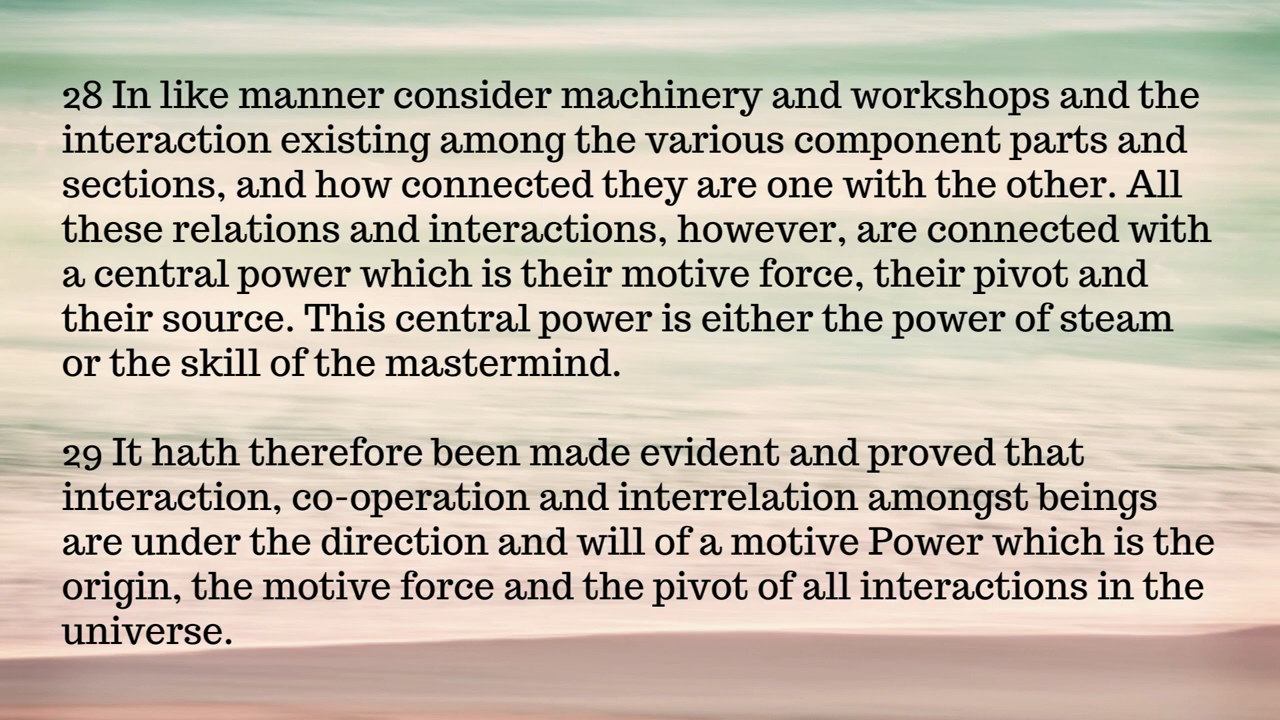 28 In like manner consider machinery and workshops and the
interaction existing among the various component parts and
sections, and how connected they are one with the other. All
these relations and interactions, however, are connected with
a central power which is their motive force, their pivot and
their source. This central power is either the power of steam
or the skill of the mastermind.
29 It hath therefore been made evident and proved that
interaction, co-operation and interrelation amongst beings
are under the direction and will of a motive Power which is the
origin, the motive force and the pivot of all interactions in the
universe.